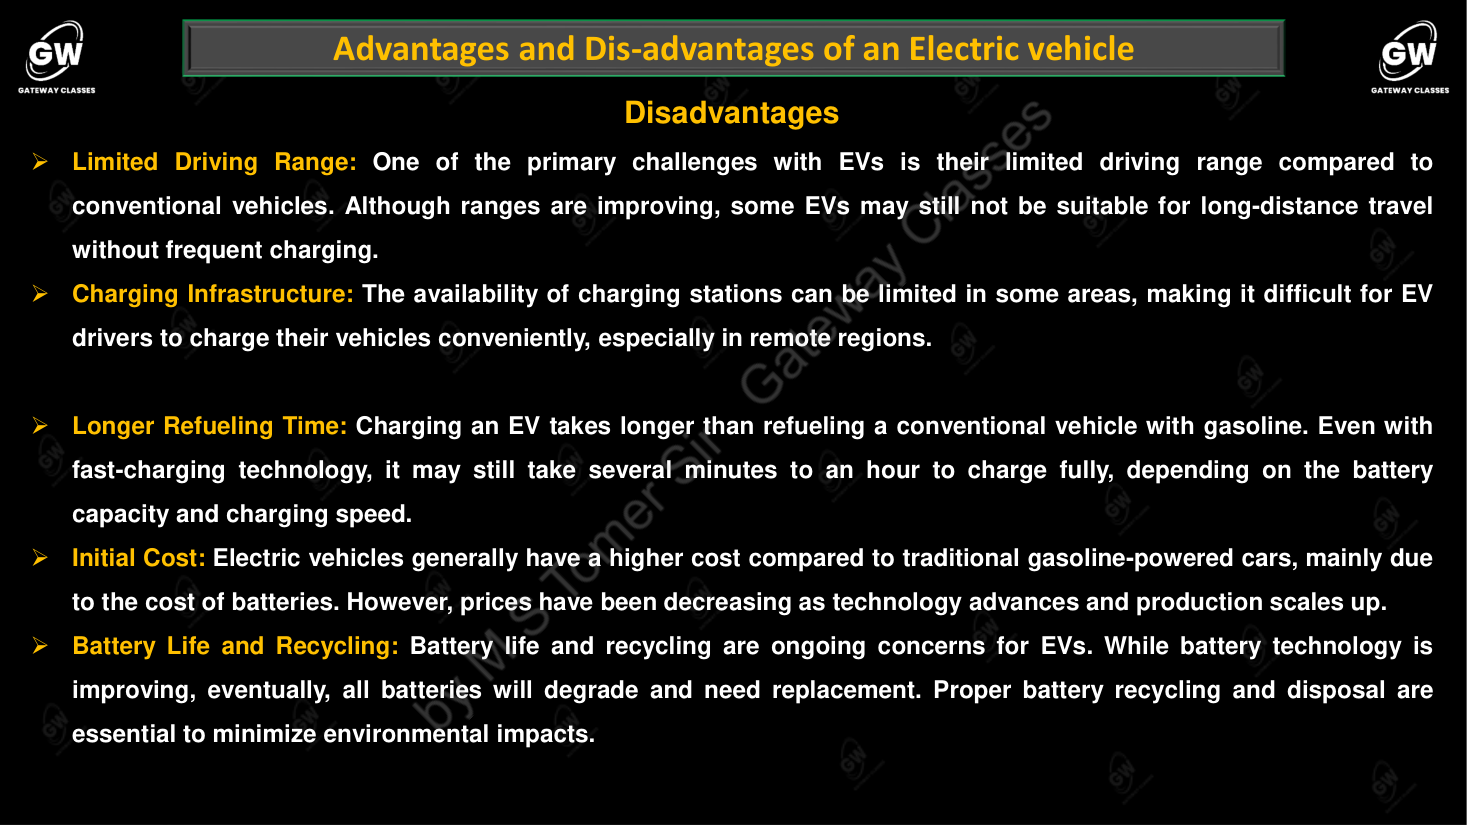 GW
GATEWAY CLASSES
Advantages and Dis-advantages of an Electric vehicle
GW
GATEWAY CLASSES
Disadvantages
➢ Limited Driving Range: One of the primary challenges with EVs is their limited driving range compared to
conventional vehicles. Although ranges are improving, some EVs may still not be suitable for long-distance travel
without frequent charging.
➢ Charging Infrastructure: The availability of charging stations can be limited in some areas, making it difficult for EV
drivers to charge their vehicles conveniently, especially in remote regions.
➢ Longer Refueling Time: Charging an EV takes longer than refueling a conventional vehicle with gasoline. Even with
fast-charging technology, it may still take several minutes to an hour to charge fully, depending on the battery
capacity and charging speed.
➢ Initial Cost: Electric vehicles generally have a higher cost compared to traditional gasoline-powered cars, mainly due
to the cost of batteries. However, prices have been decreasing as technology advances and production scales up.
➢ Battery Life and Recycling: Battery life and recycling are ongoing concerns for EVs. While battery technology is
improving, eventually, all batteries will degrade and need replacement. Proper battery recycling and disposal are
essential to minimize environmental impacts.
Gateway Classes
by M.S.Tomer Sir